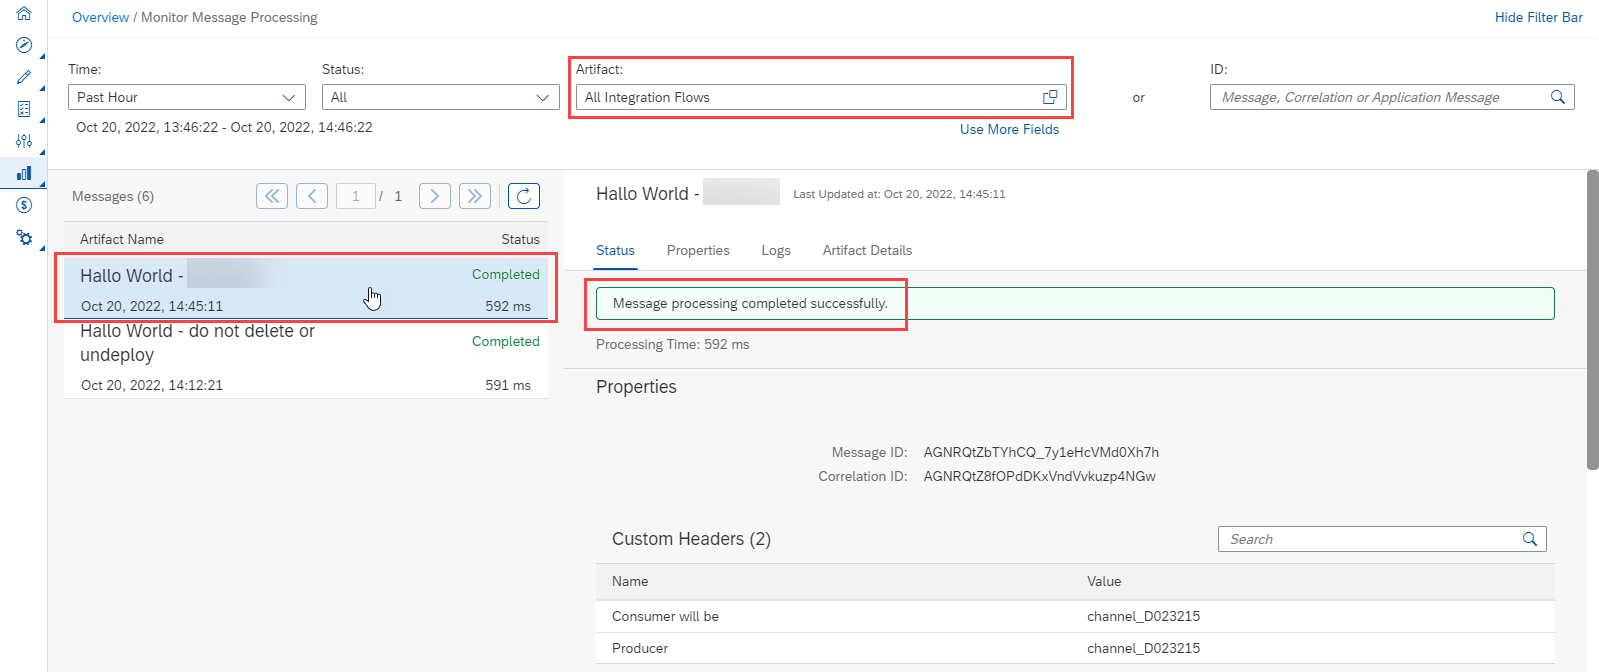 Overview / Monitor Message Processing
Hide Filter Bar
Time:
Status:
Artifact:
ID:
Past Hour
All
All Integration Flows
or
Message, Correlation or Application Message
Oct 20, 2022, 13:46:22 - Oct 20, 2022, 14:46:22
Use More Fields
Messages (6)
1 / 1
Artifact Name
Status
Hallo World -
Completed
Oct 20, 2022, 14:45:11
592 ms
Hallo World - do not delete or
undeploy
Completed
Oct 20, 2022, 14:12:21
591 ms
Hallo World -
Last Updated at: Oct 20, 2022, 14:45:11
Status
Properties
Logs
Artifact Details
Message processing completed successfully.
Processing Time: 592 ms
Properties
Message ID: AGNRQtZbTYhCQ_7y1eHcVMd0Xh7h
Correlation ID: AGNRQtZ8fOPdDKxVndVvkuzp4NGw
Custom Headers (2)
Search
Name
Value
Consumer will be
channel_D023215
Producer
channel_D023215